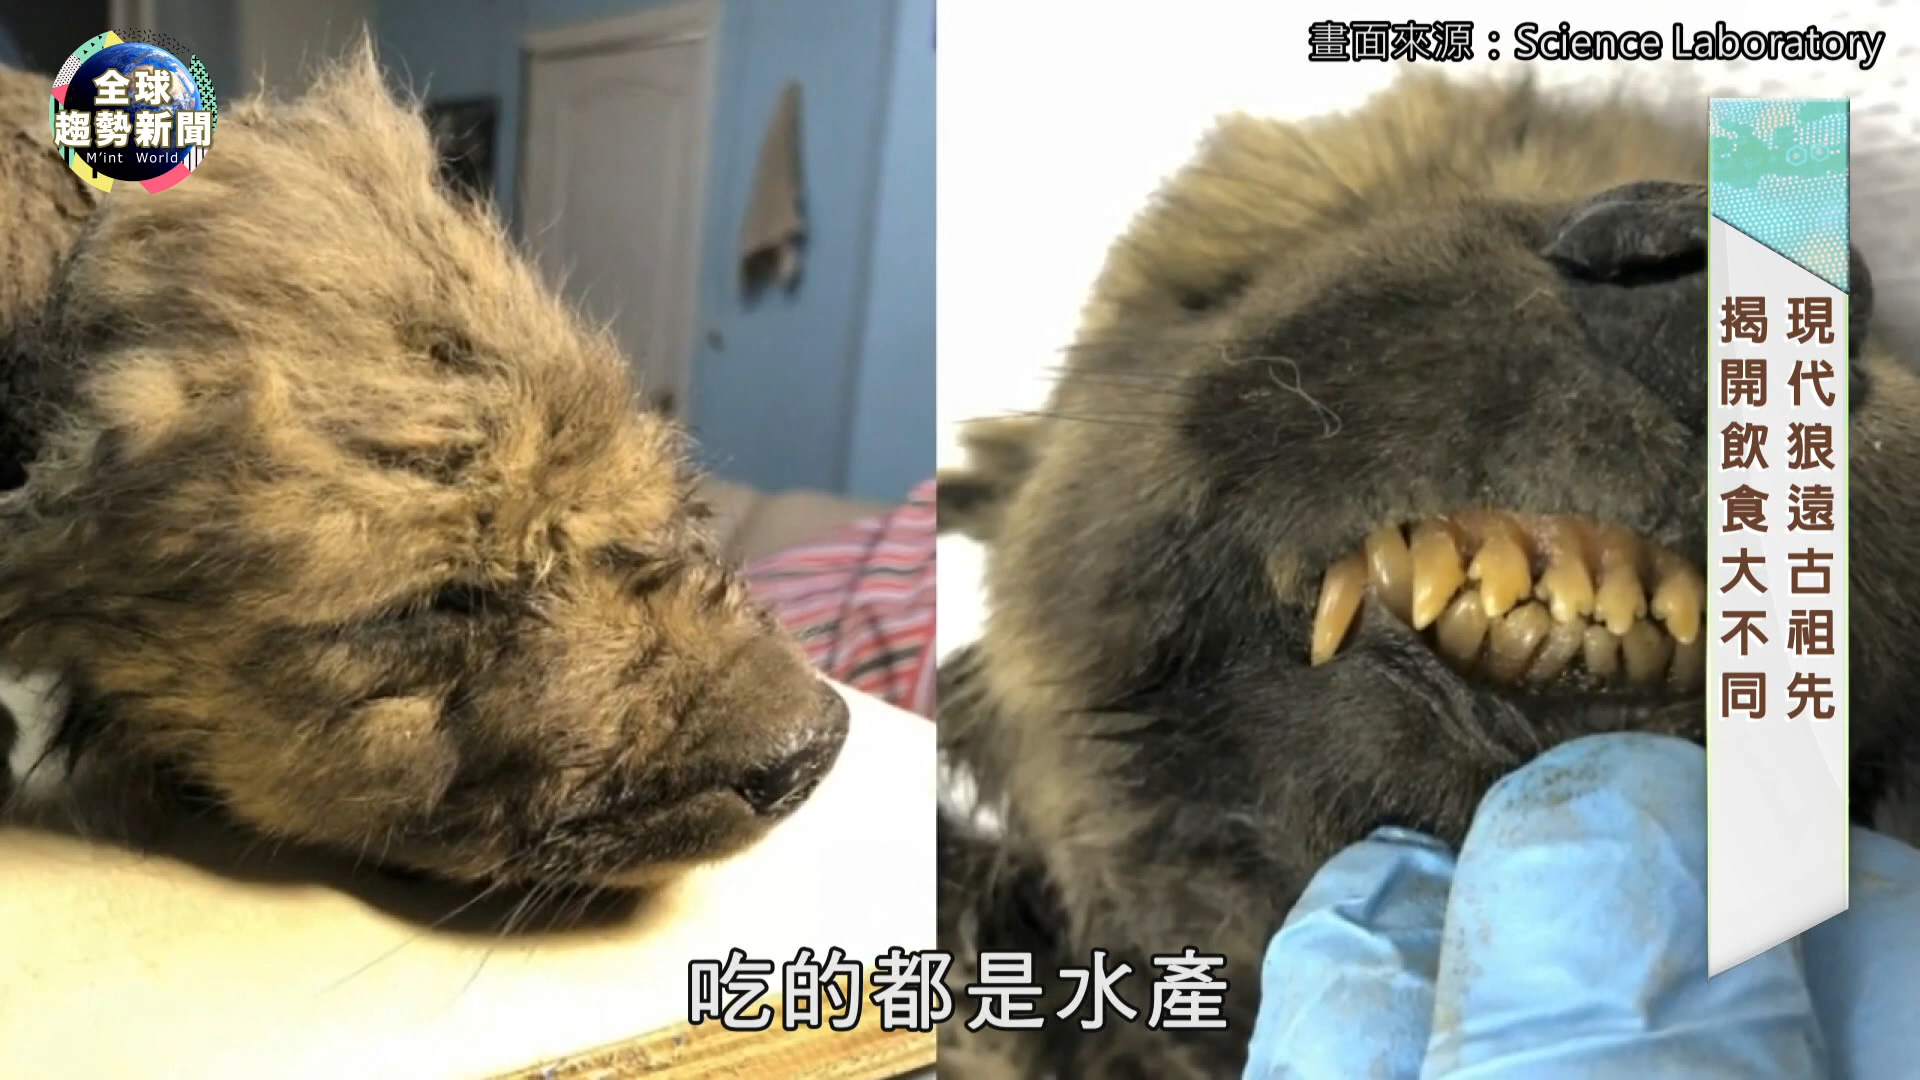 全球
趨勢新聞
M'int World
畫面來源：Science Laboratory
現代狼遠古祖先
揭開飲食大不同
吃的都是水產